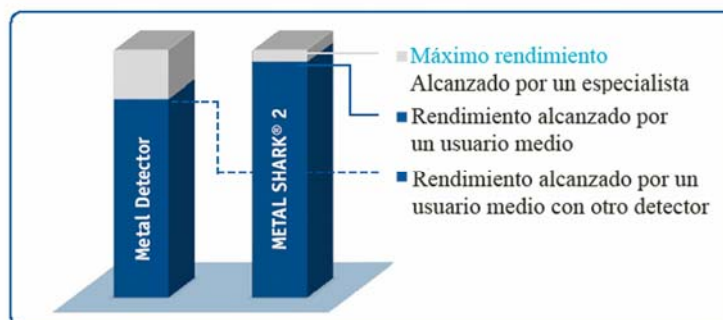 Metal Detector
METAL SHARK® 2
Máximo rendimiento
Alcanzado por un especialista
Rendimiento alcanzado por
un usuario medio
Rendimiento alcanzado por un
usuario medio con otro detector